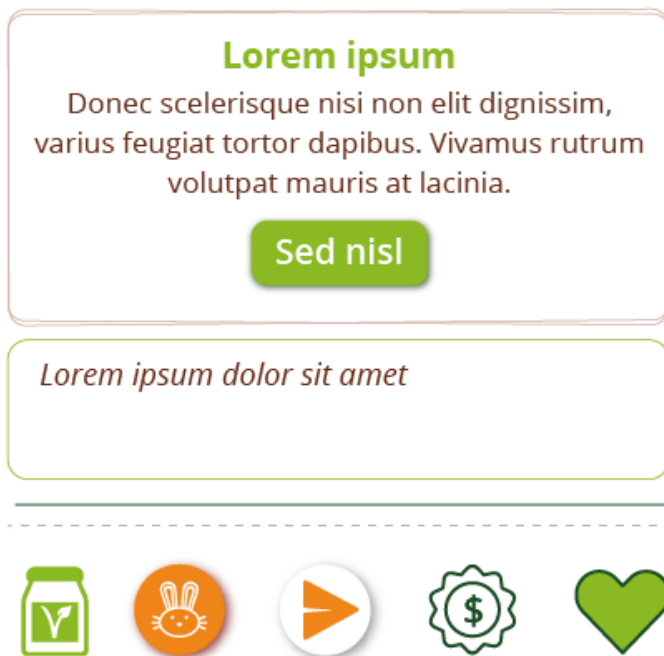 Lorem ipsum
Donec scelerisque nisi non elit dignissim,
varius feugiat tortor dapibus. Vivamus rutrum
volutpat mauris at lacinia.
Sed nisl
Lorem ipsum dolor sit amet
V
$